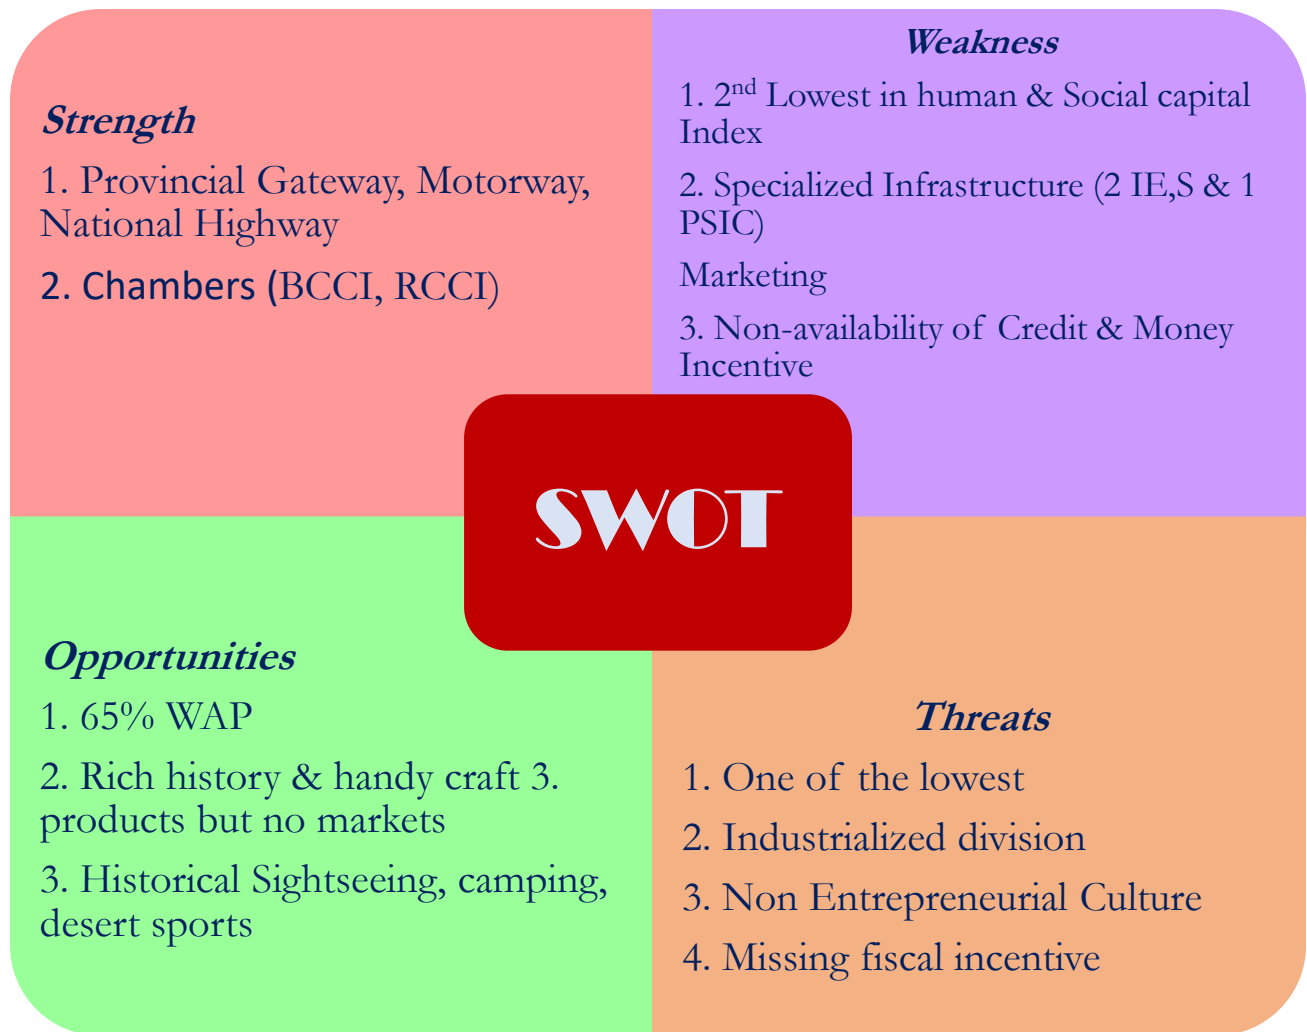 Strength
1. Provincial Gateway, Motorway,
National Highway
2. Chambers (BCCI, RCCI)
Weakness
1. 2nd Lowest in human & Social capital
Index
2. Specialized Infrastructure (2 IE,S & 1
PSIC)
Marketing
3. Non-availability of Credit & Money
Incentive
SWOT
Opportunities
1. 65% WAP
2. Rich history & handy craft 3.
products but no markets
3. Historical Sightseeing, camping,
desert sports
Threats
1. One of the lowest
2. Industrialized division
3. Non Entrepreneurial Culture
4. Missing fiscal incentive